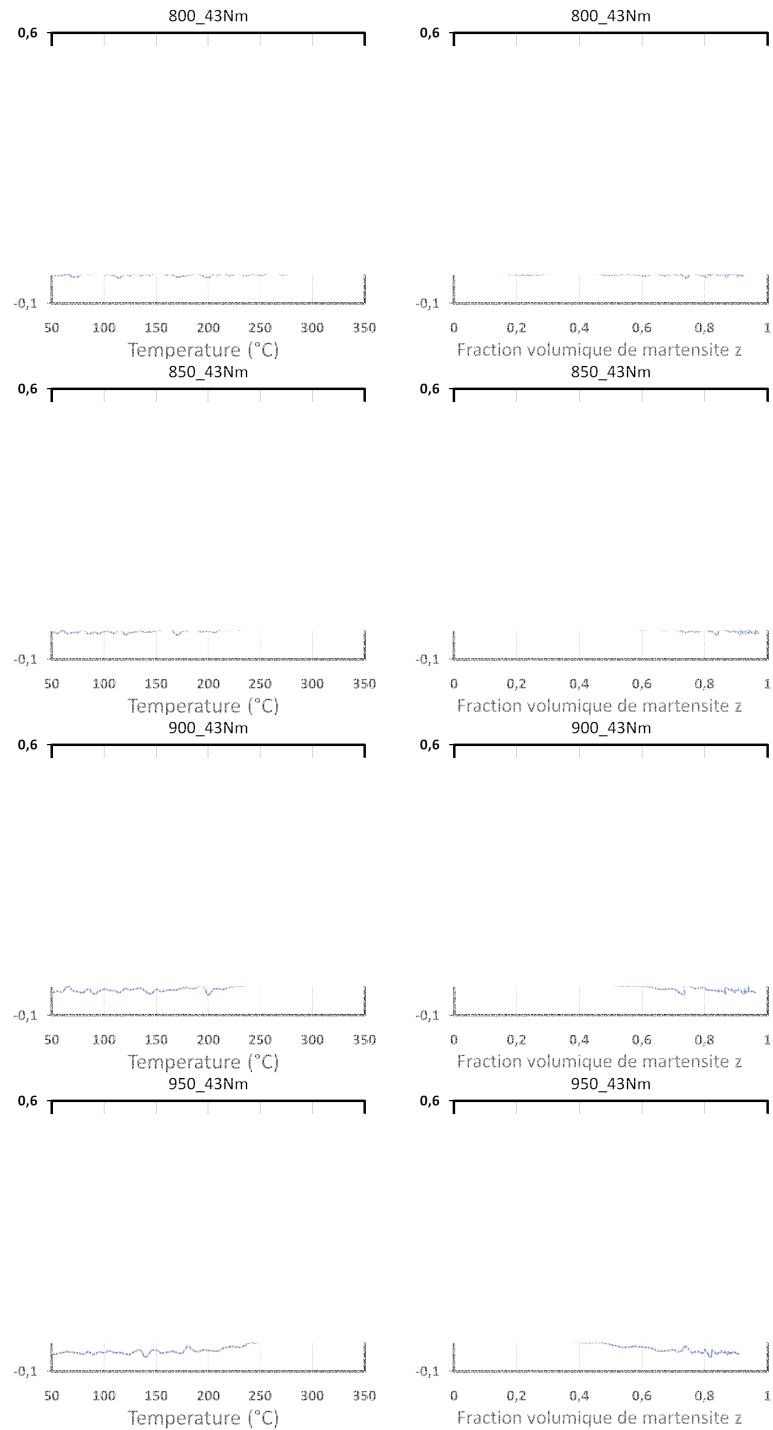 800_43Nm 800_43Nm
0,6 0,6
-0,1 -0,1
50 100 150 200 250 300 350 0 0,2 0,4 0,6 0,8 1
Temperature (°C) Fraction volumique de martensite z
850_43Nm 850_43Nm
0,6 0,6
-0,1 -0,1
50 100 150 200 250 300 350 0 0,2 0,4 0,6 0,8 1
Temperature (°C) Fraction volumique de martensite z
900_43Nm 900_43Nm
0,6 0,6
-0,1 -0,1
50 100 150 200 250 300 350 0 0,2 0,4 0,6 0,8 1
Temperature (°C) Fraction volumique de martensite z
950_43Nm 950_43Nm
0,6 0,6
-0,1 -0,1
50 100 150 200 250 300 350 0 0,2 0,4 0,6 0,8 1
Temperature (°C) Fraction volumique de martensite z